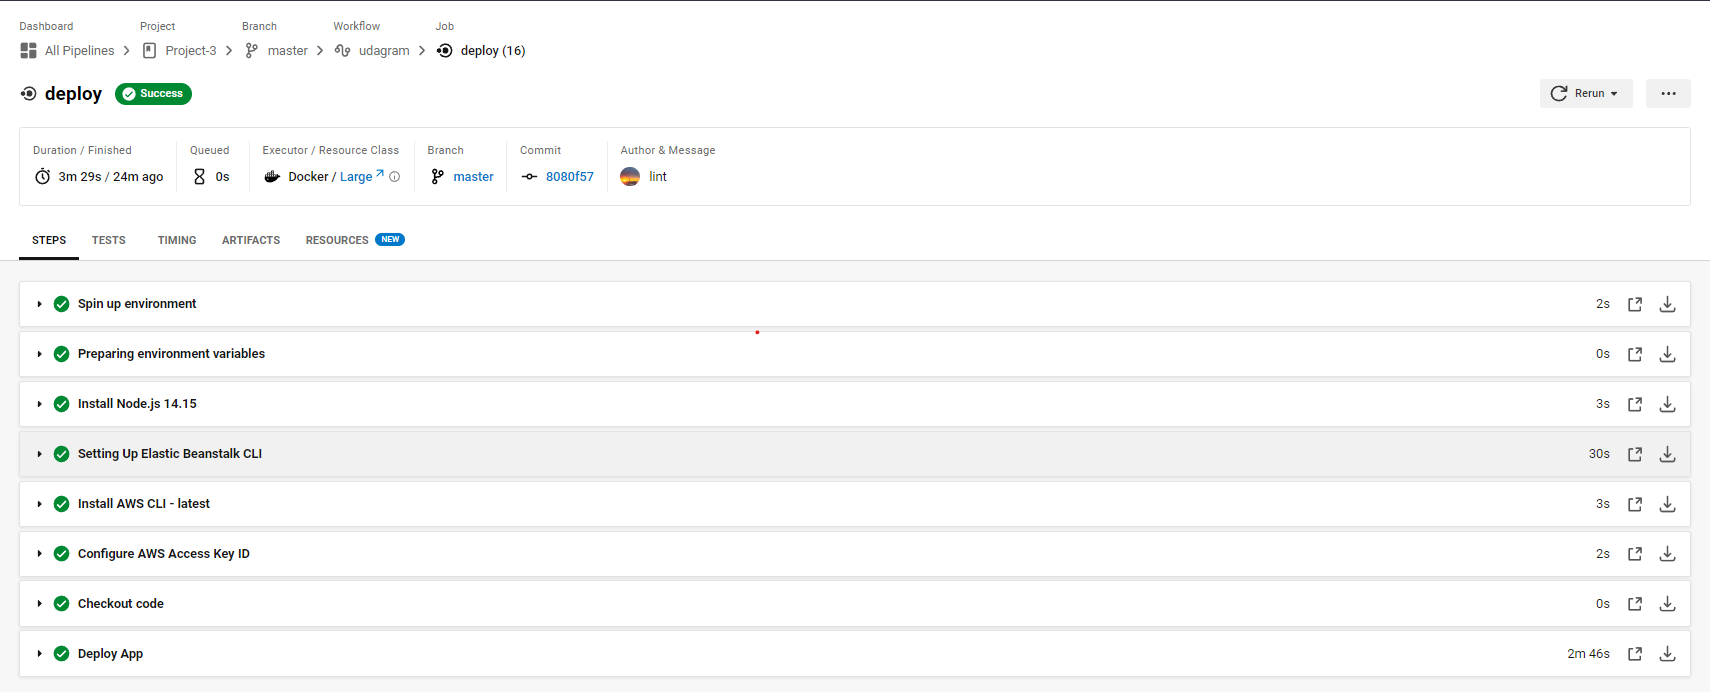 Dashboard Project Branch Workflow Job
All Pipelines Project-3 master udagram deploy (16)
deploy Success Rerun
Duration / Finished Queued Executor / Resource Class Branch Commit Author & Message
3m 29s / 24m ago 0s Docker / Large master 8080f57 lint
STEPS TESTS TIMING ARTIFACTS RESOURCES NEW
Spin up environment 2s
Preparing environment variables 0s
Install Node.js 14.15 3s
Setting Up Elastic Beanstalk CLI 30s
Install AWS CLI - latest 3s
Configure AWS Access Key ID 2s
Checkout code 0s
Deploy App 2m 46s